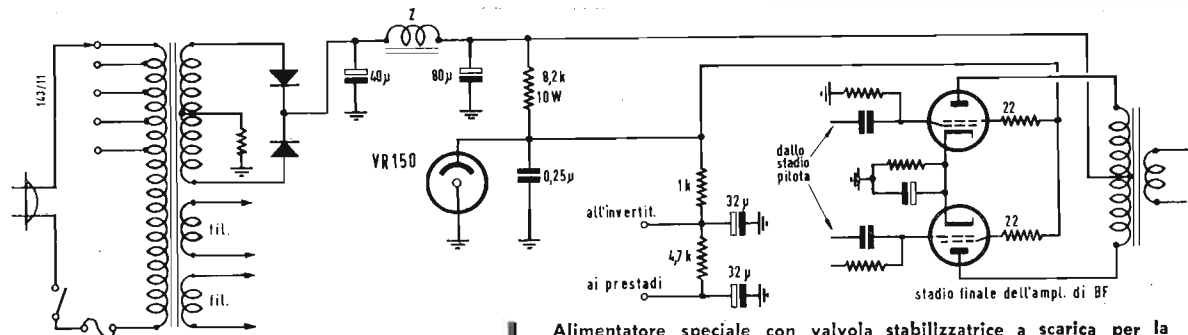 143/11
Z
40µ
80µ
8,2k
10W
VR150
0,25µ
1k
all'invertit.
32µ
4,7k
ai prestadi
32µ
dallo
stadio
pilota
22
22
fil.
fil.
stadio finale dell'ampl. di BF
Alimentatore speciale con valvola stabilizzatrice a scarica per la